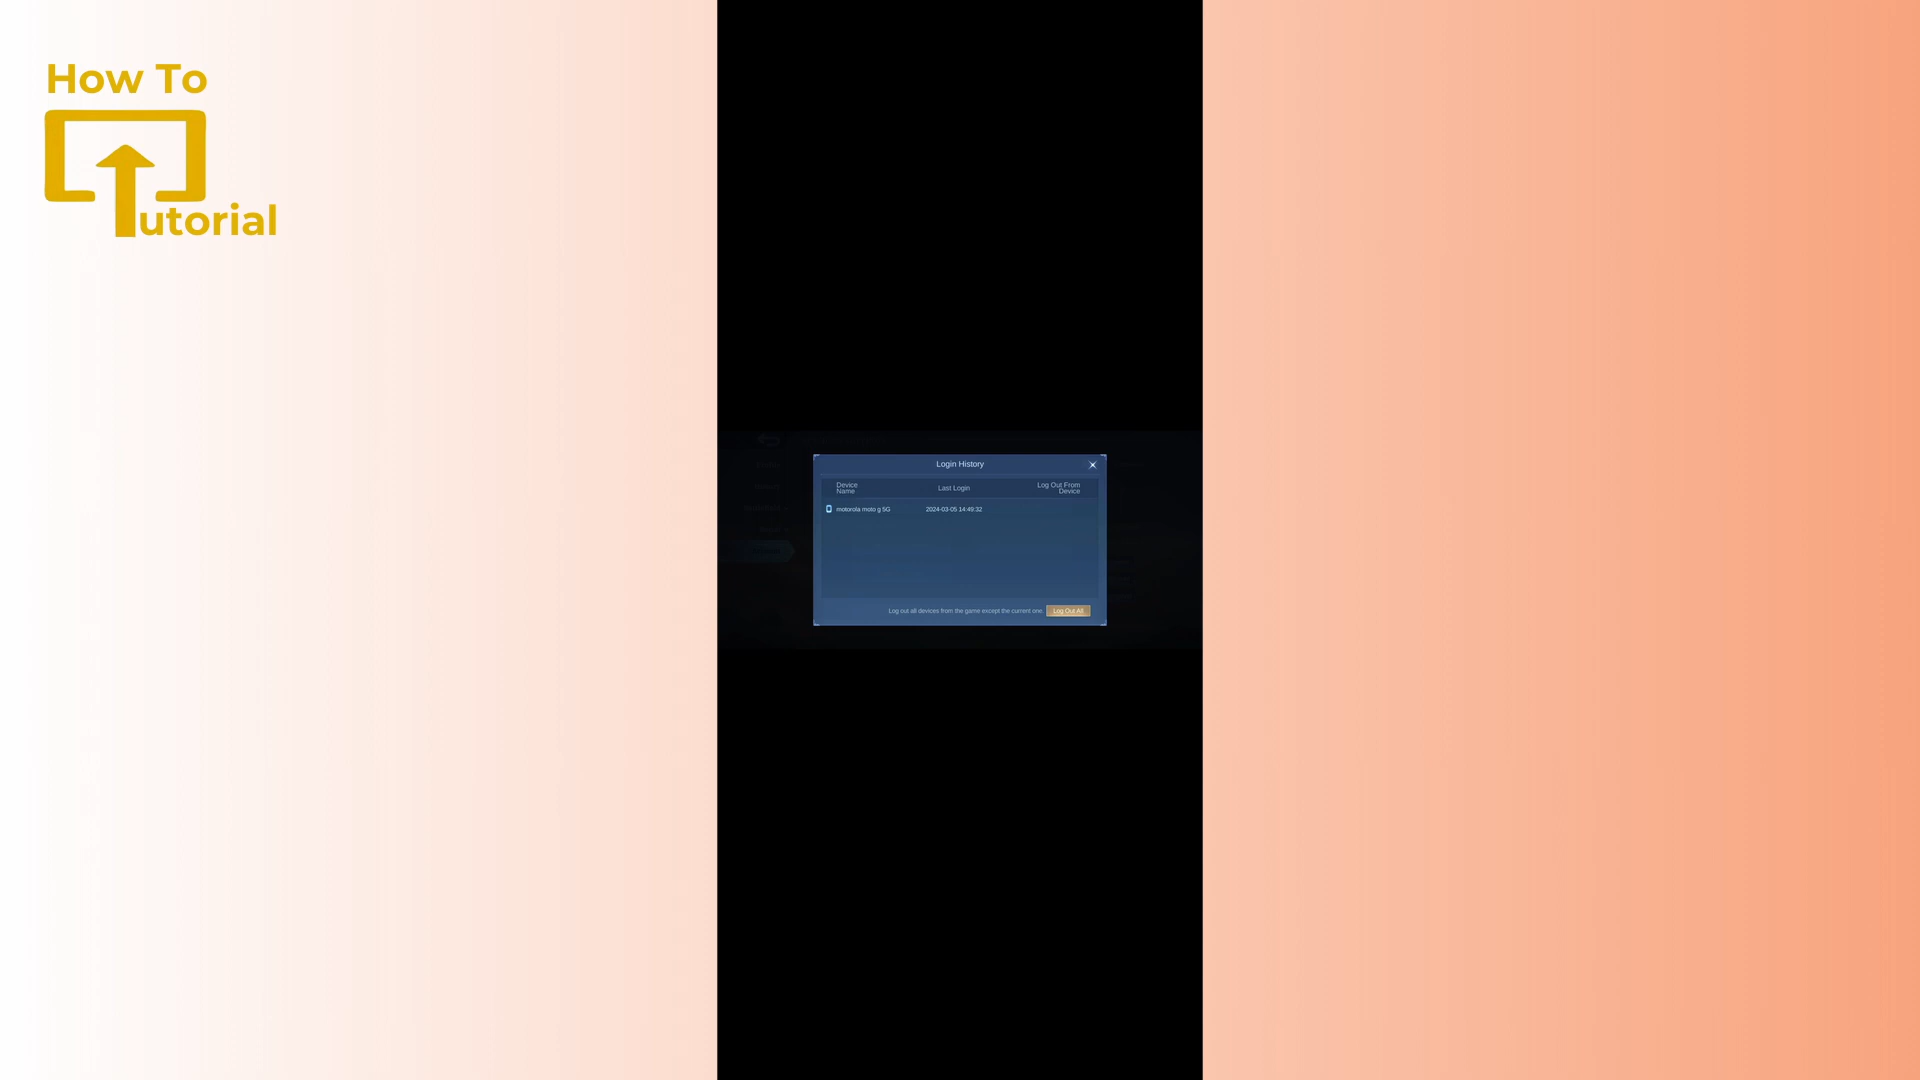 How To
utorial
Login History
Device
Name
Last Login
Log Out From
Device
motorola moto g 5G
2024-03-05 14:49:32
Log out all devices from the game except the current one.
Log Out All